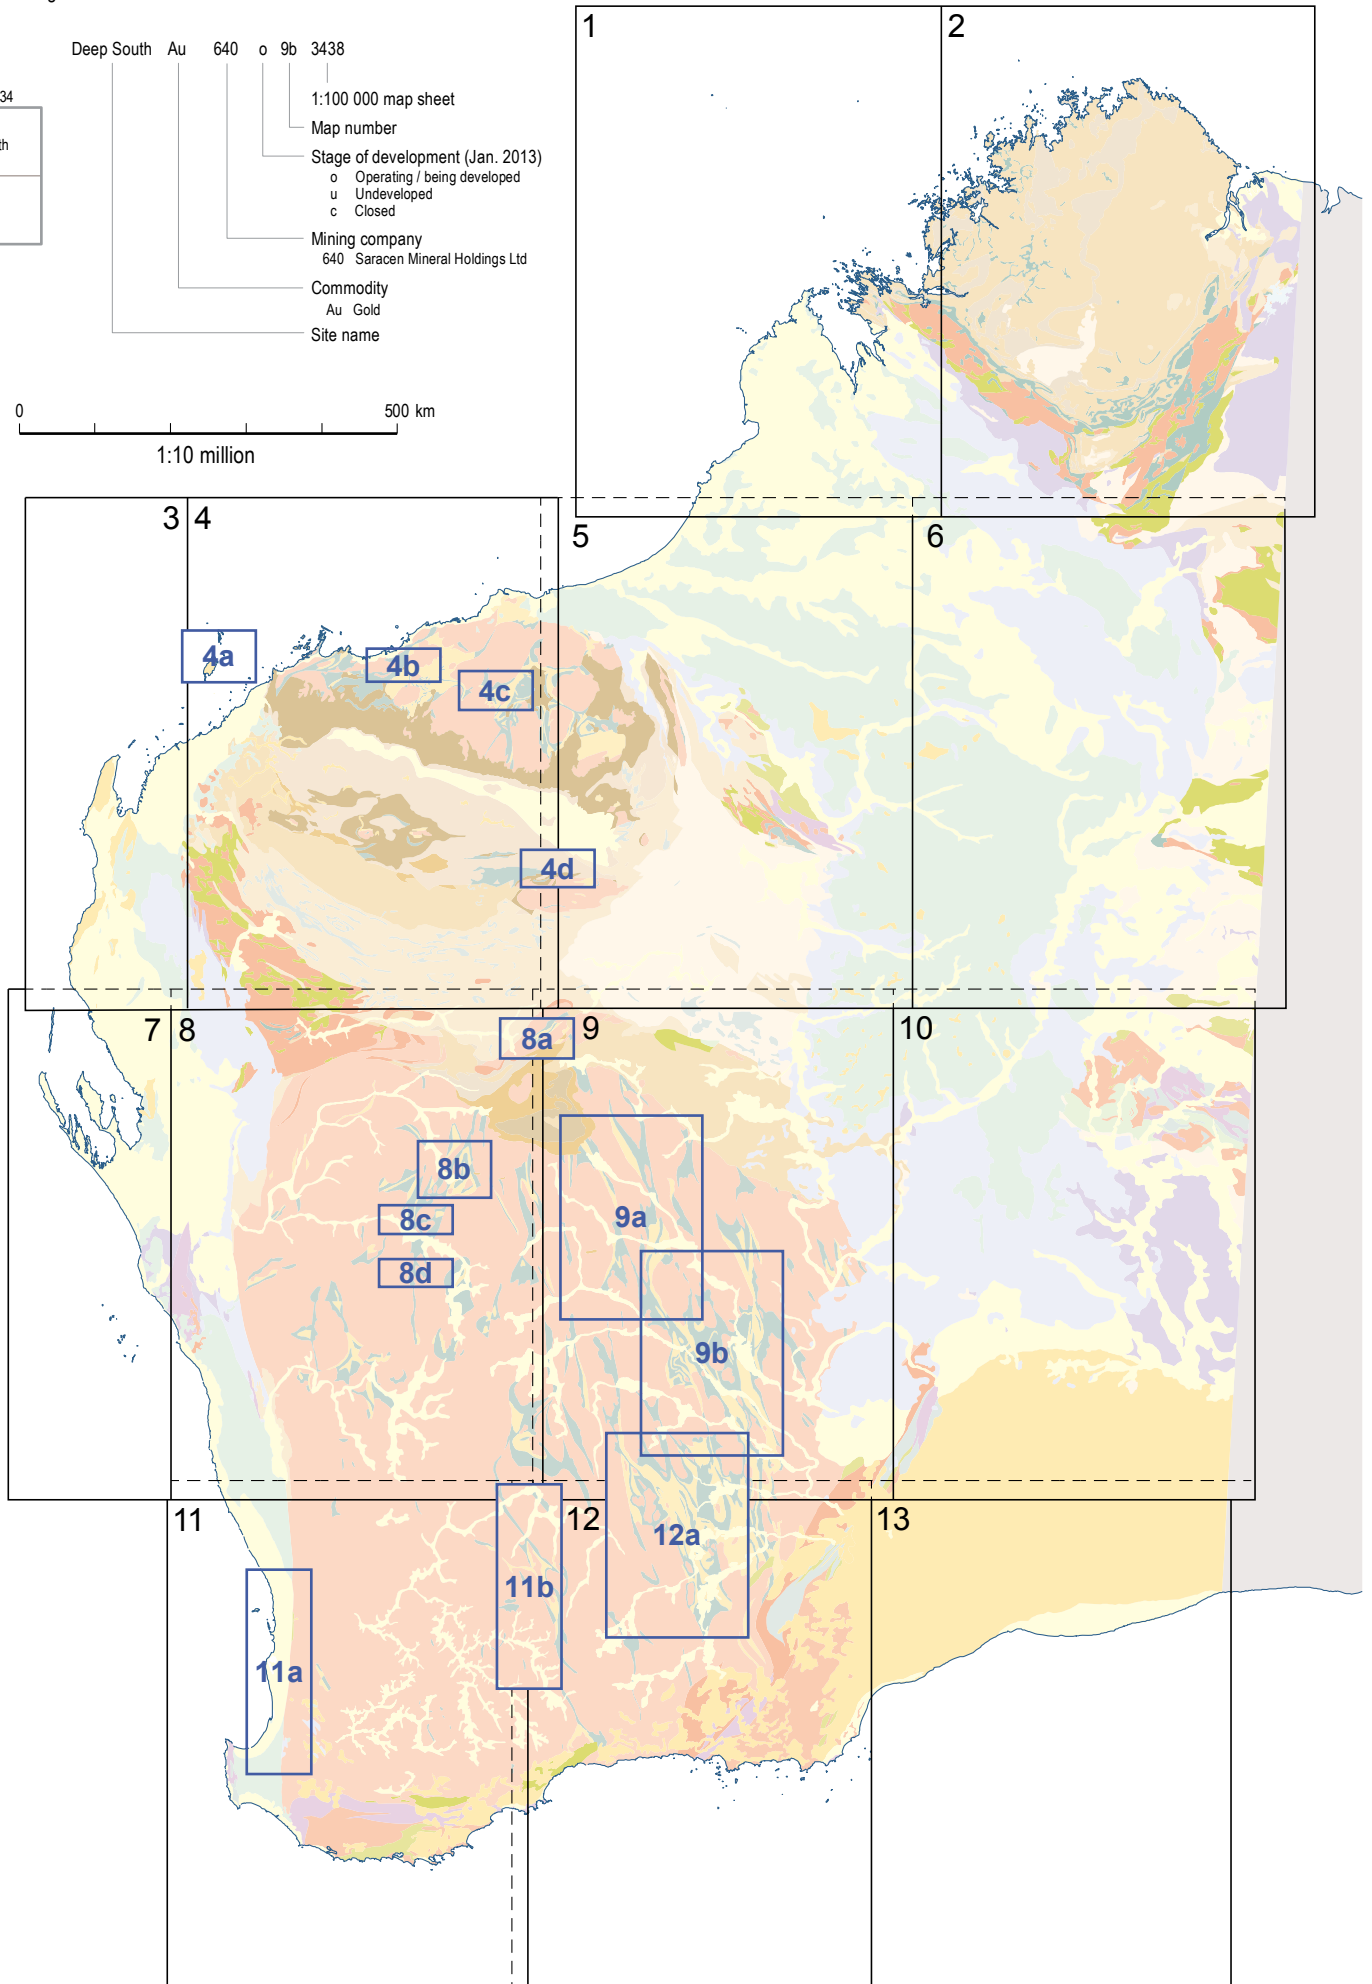 1
2
Deep South Au 640 o 9b 3438
34
1:100 000 map sheet
Map number
Stage of development (Jan. 2013)
o Operating / being developed
u Undeveloped
c Closed
Mining company
640 Saracen Mineral Holdings Ltd
Commodity
Au Gold
Site name
0 500 km
1:10 million
3 4
5
6
4a
4b
4c
4d
7 8
8a
9
10
8b
8c
9a
8d
9b
11
12
13
12a
11b
11a